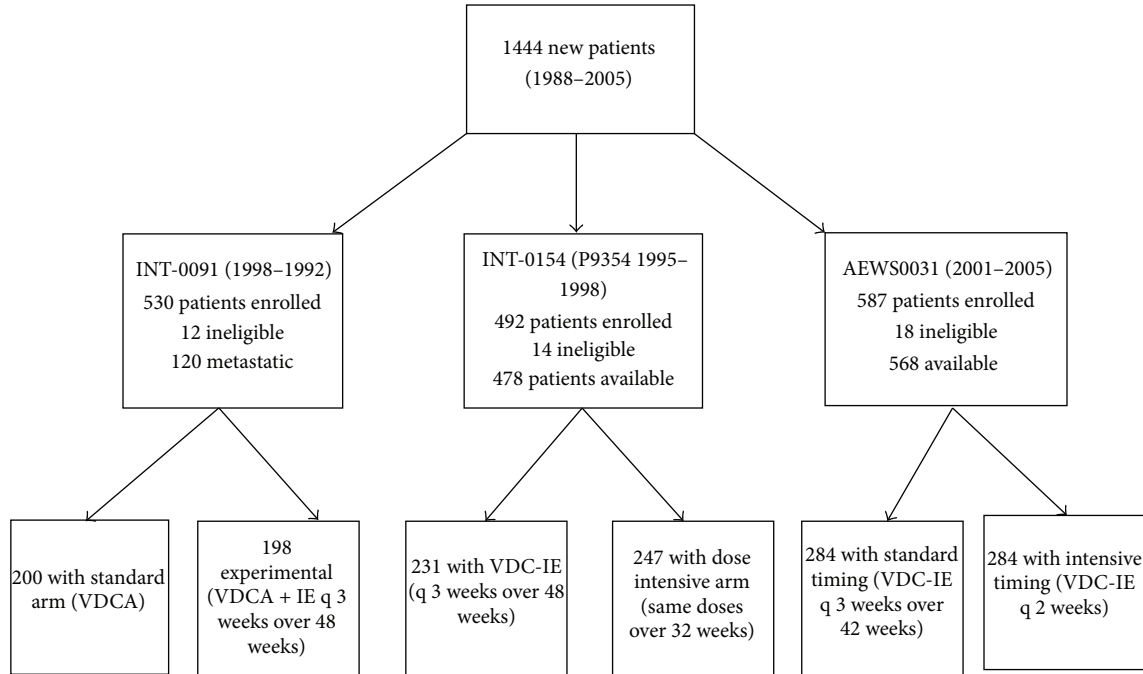 1444 new patients
(1988–2005)
INT-0091 (1998–1992)
530 patients enrolled
12 ineligible
120 metastatic
INT-0154 (P9354 1995–
1998)
492 patients enrolled
14 ineligible
478 patients available
AEWS0031 (2001–2005)
587 patients enrolled
18 ineligible
568 available
200 with standard
arm (VDCA)
198
experimental
(VDCA + IE q 3
weeks over 48
weeks)
231 with VDC-IE
(q 3 weeks over 48
weeks)
247 with dose
intensive arm
(same doses
over 32 weeks)
284 with standard
timing (VDC-IE
q 3 weeks over
42 weeks)
284 with intensive
timing (VDC-IE
q 2 weeks)